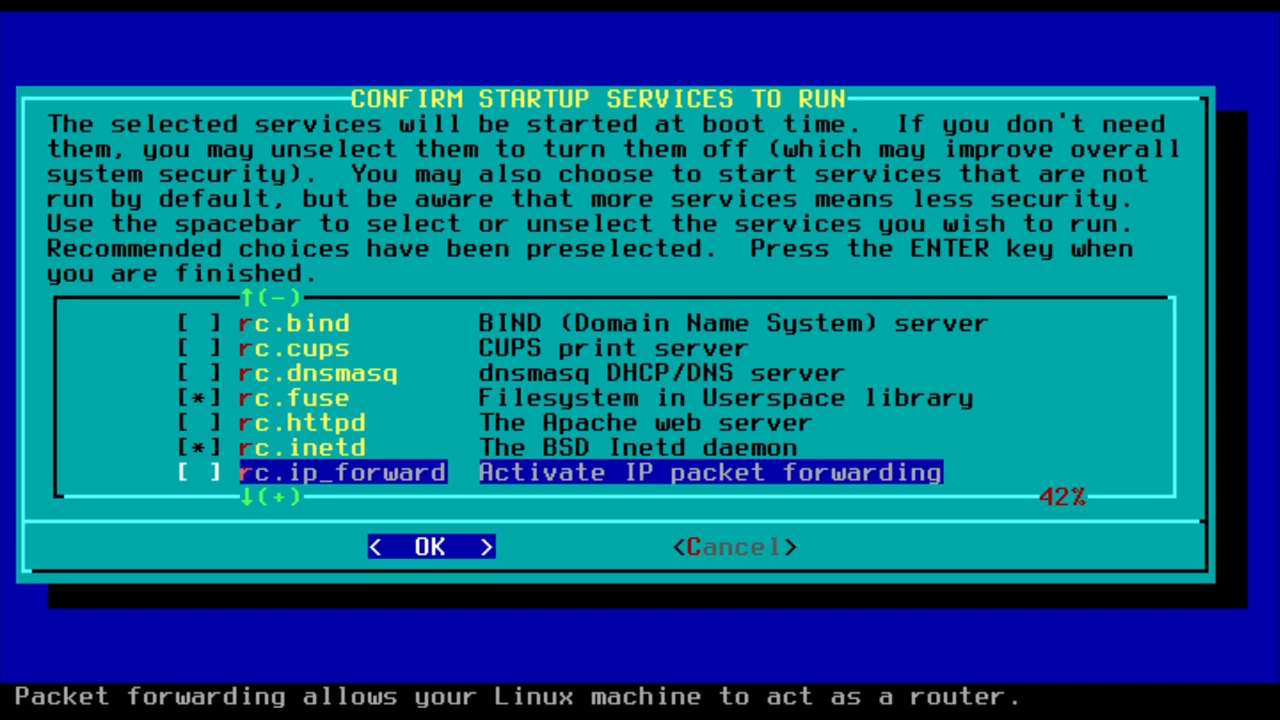 CONFIRM STARTUP SERVICES TO RUN
The selected services will be started at boot time.  If you don't need
them, you may unselect them to turn them off (which may improve overall
system security).  You may also choose to start services that are not
run by default, but be aware that more services means less security.
Use the spacebar to select or unselect the services you wish to run.
Recommended choices have been preselected.  Press the ENTER key when
you are finished.
↑(-)
[ ] rc.bind BIND (Domain Name System) server
[ ] rc.cups CUPS print server
[ ] rc.dnsmasq dnsmasq DHCP/DNS server
[*] rc.fuse Filesystem in Userspace library
[ ] rc.httpd The Apache web server
[*] rc.inetd The BSD Inetd daemon
[ ] rc.ip_forward Activate IP packet forwarding
↓(+) 42%
<  OK  > <Cancel>
Packet forwarding allows your Linux machine to act as a router.